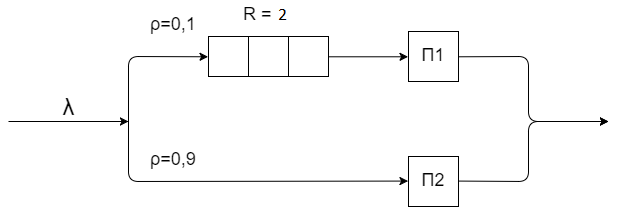 R = 2
ρ=0,1
П1
λ
ρ=0,9
П2